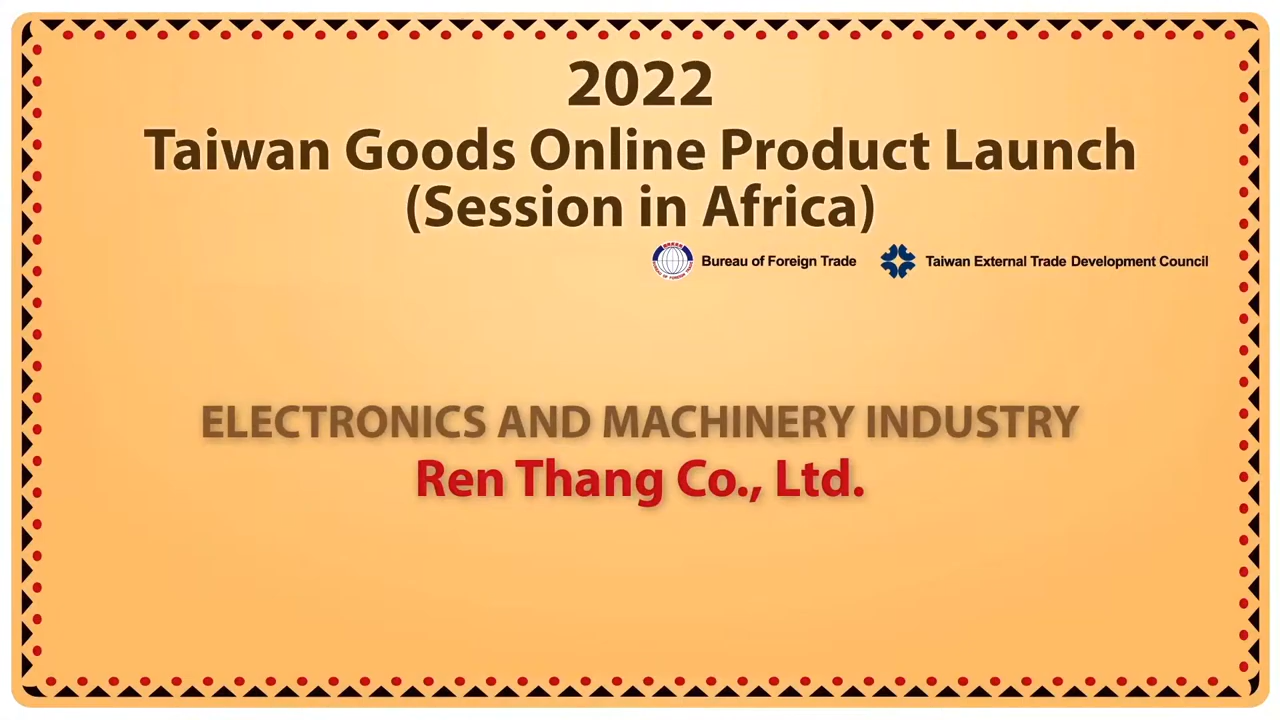 2022
Taiwan Goods Online Product Launch
(Session in Africa)
Bureau of Foreign Trade Taiwan External Trade Development Council
ELECTRONICS AND MACHINERY INDUSTRY
Ren Thang Co., Ltd.